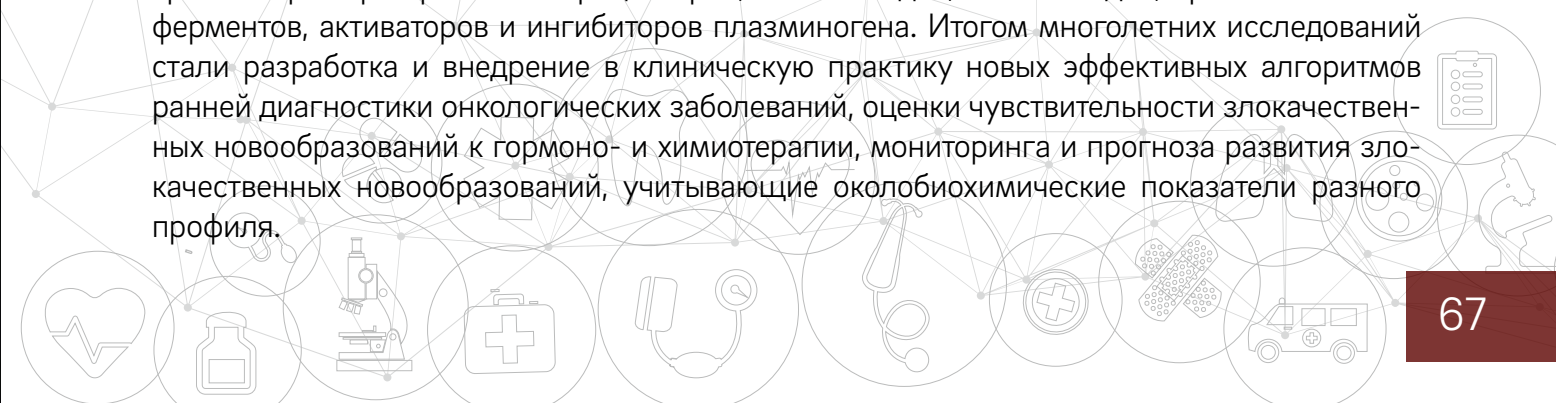 ферментов, активаторов и ингибиторов плазминогена. Итогом многолетних исследований
стали разработка и внедрение в клиническую практику новых эффективных алгоритмов
ранней диагностики онкологических заболеваний, оценки чувствительности злокачествен-
ных новообразований к гормоно- и химиотерапии, мониторинга и прогноза развития зло-
качественных новообразований, учитывающие околобиохимические показатели разного
профиля.
67